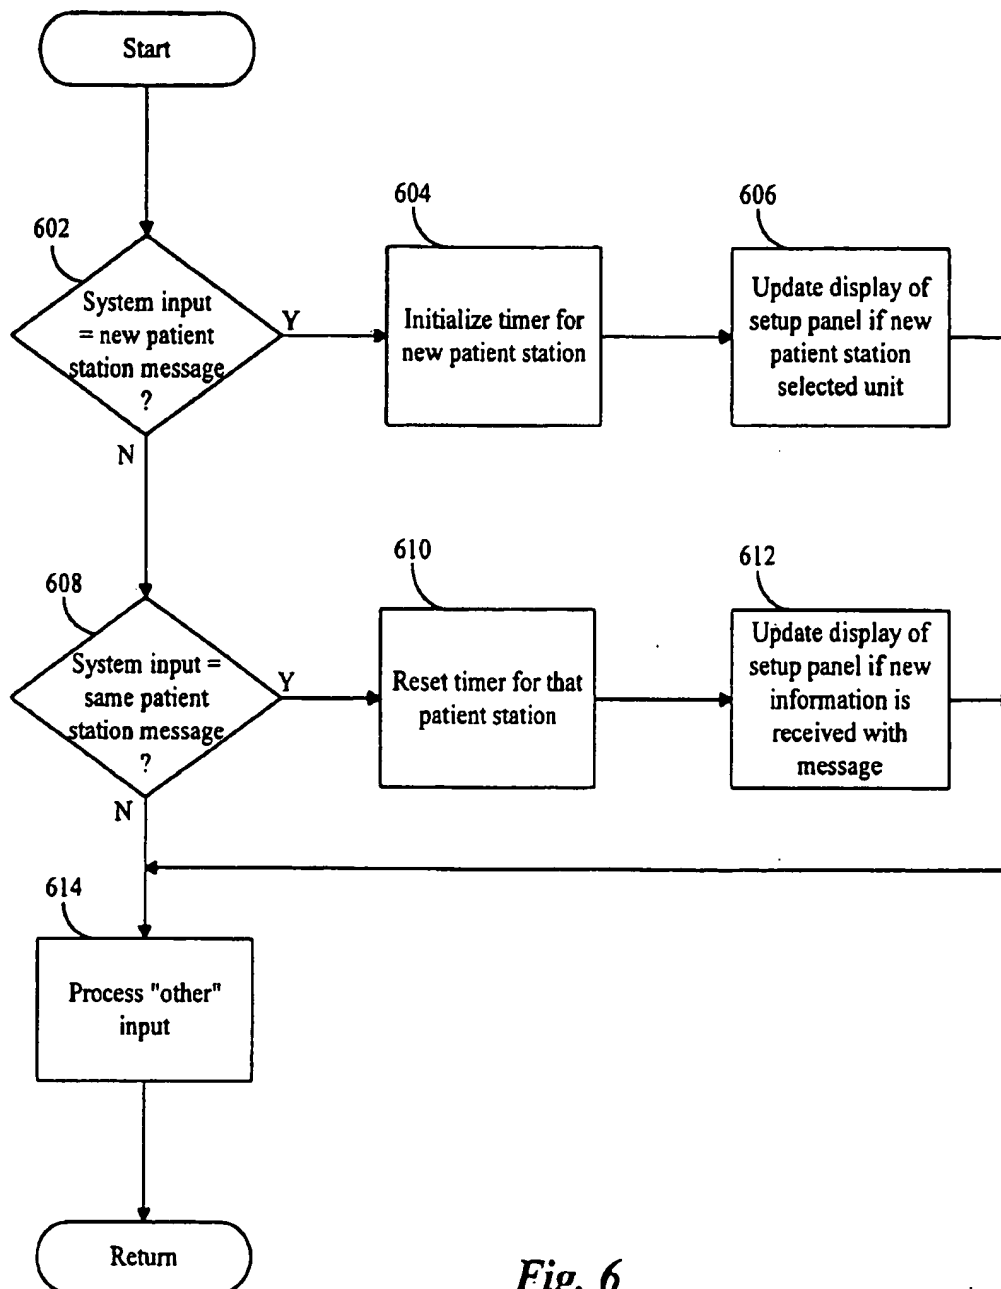 Start
602
System input
= new patient
station message
?
Y
N
604
Initialize timer for
new patient station
606
Update display of
setup panel if new
patient station
selected unit
608
System input =
same patient
station message
?
Y
N
610
Reset timer for that
patient station
612
Update display of
setup panel if new
information is
received with
message
614
Process "other"
input
Return
Fig. 6